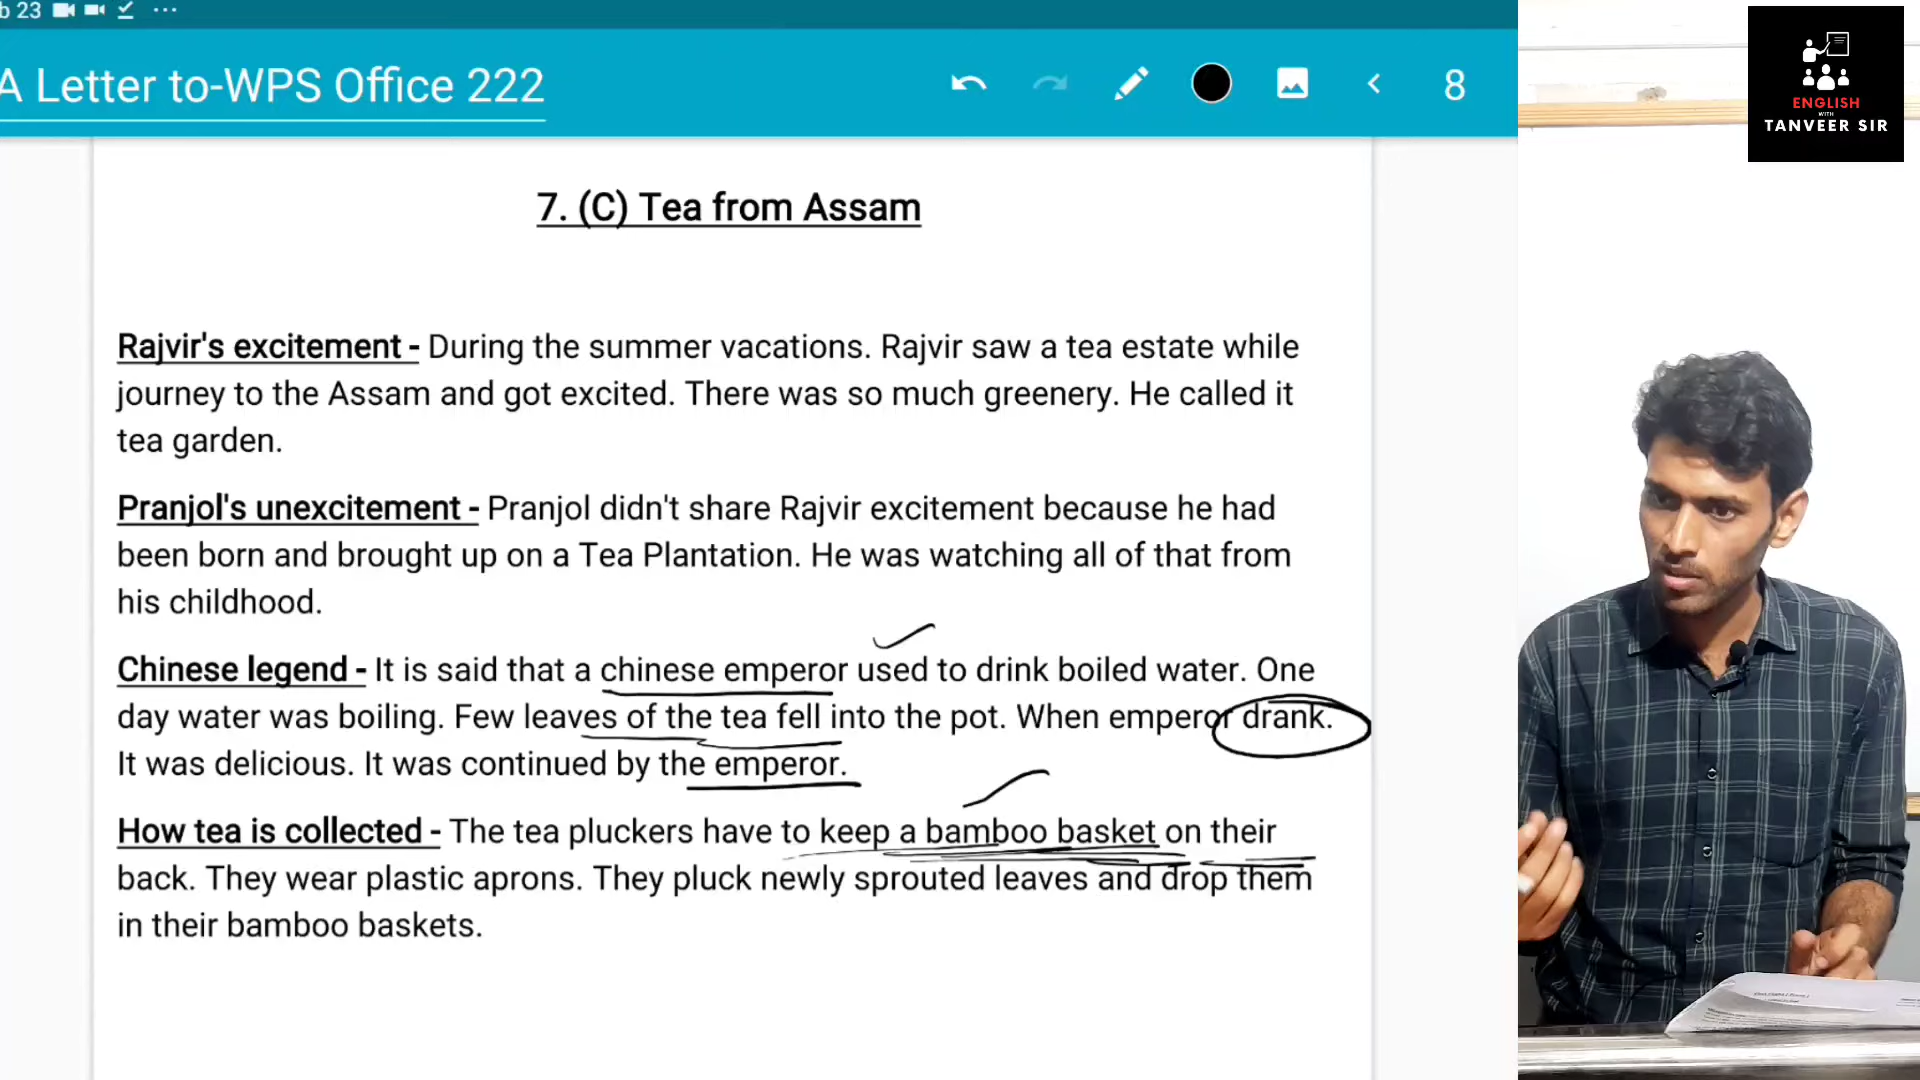 b 23 ...
A Letter to-WPS Office 222
8
ENGLISH
WITH
TANVEER SIR
7. (C) Tea from Assam
Rajvir's excitement - During the summer vacations. Rajvir saw a tea estate while
journey to the Assam and got excited. There was so much greenery. He called it
tea garden.
Pranjol's unexcitement - Pranjol didn't share Rajvir excitement because he had
been born and brought up on a Tea Plantation. He was watching all of that from
his childhood.
Chinese legend - It is said that a chinese emperor used to drink boiled water. One
day water was boiling. Few leaves of the tea fell into the pot. When emperor drank.
It was delicious. It was continued by the emperor.
How tea is collected - The tea pluckers have to keep a bamboo basket on their
back. They wear plastic aprons. They pluck newly sprouted leaves and drop them
in their bamboo baskets.